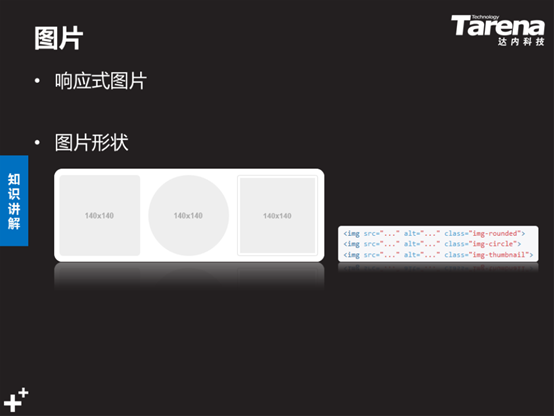 图片
Technology
Tarena
达内科技
• 响应式图片
• 图片形状
知识讲解
140x140
140x140
140x140
<img src="..." alt="..." class="img-rounded">
<img src="..." alt="..." class="img-circle">
<img src="..." alt="..." class="img-thumbnail">